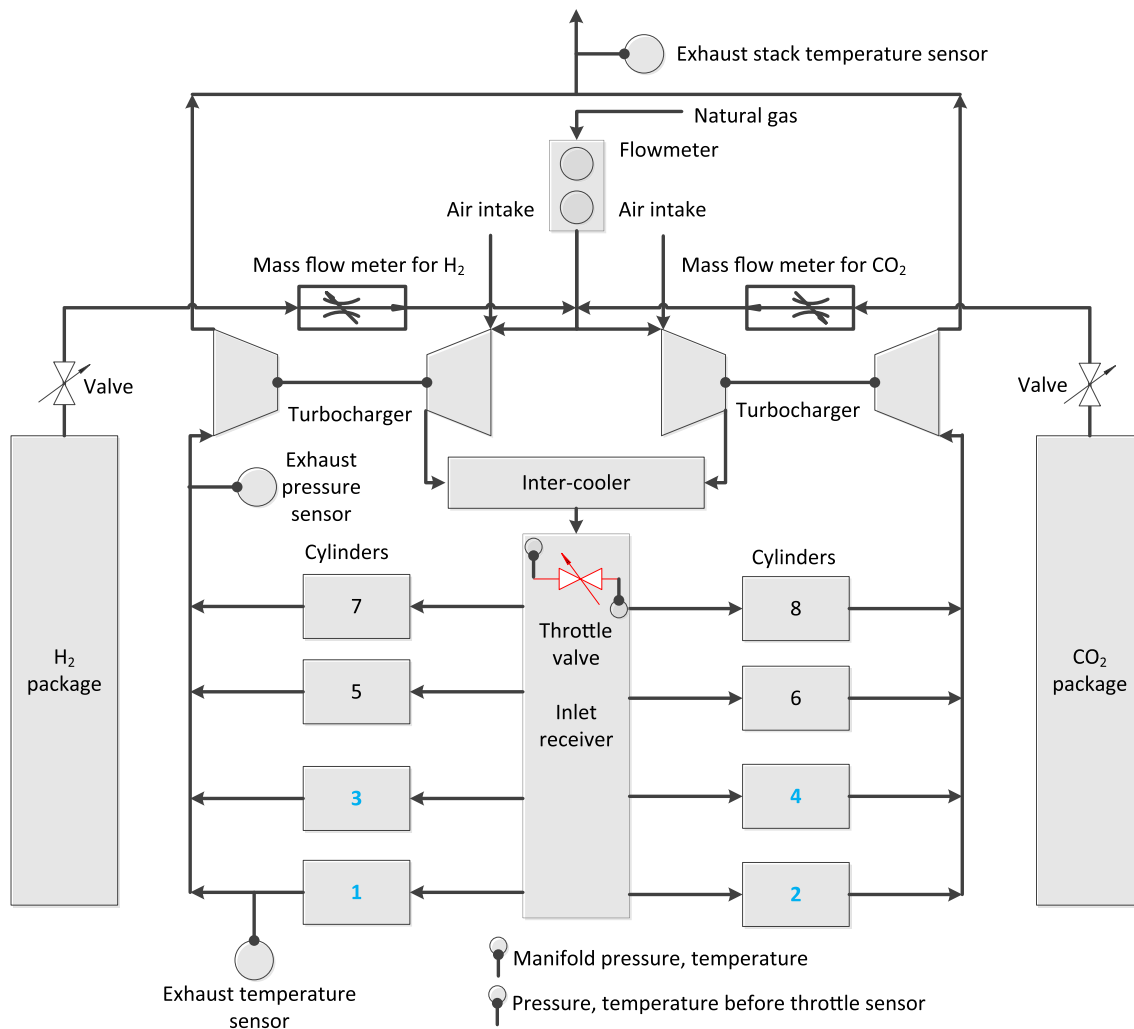 Exhaust stack temperature sensor
Natural gas
Flowmeter
Air intake
Air intake
Mass flow meter for H₂
Mass flow meter for CO₂
Valve
Valve
Turbocharger
Turbocharger
Exhaust
pressure
sensor
Inter-cooler
Cylinders
Cylinders
7
8
Throttle
valve
H₂
package
CO₂
package
5
6
Inlet
receiver
3
4
1
2
Manifold pressure, temperature
Exhaust temperature
sensor
Pressure, temperature before throttle sensor